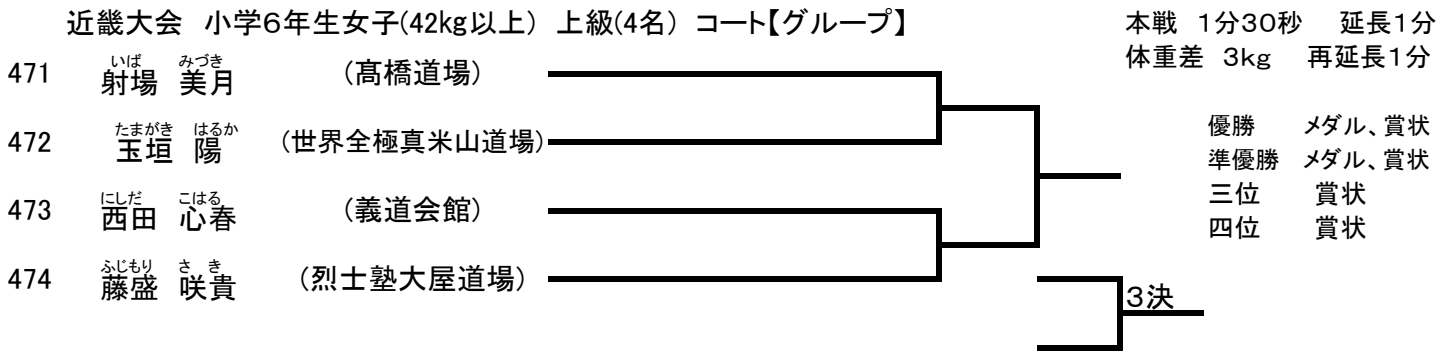 近畿大会 小学６年生女子(42kg以上) 上級(4名) コート【グループ】
本戦 1分30秒 延長1分
体重差 3kg 再延長1分
いば みづき
471 射場 美月 (髙橋道場)
たまがき はるか
472 玉垣 陽 (世界全極真米山道場)
にしだ こはる
473 西田 心春 (義道会館)
ふじもり さき
474 藤盛 咲貴 (烈士塾大屋道場)
優勝 メダル、賞状
準優勝 メダル、賞状
三位 賞状
四位 賞状
３決